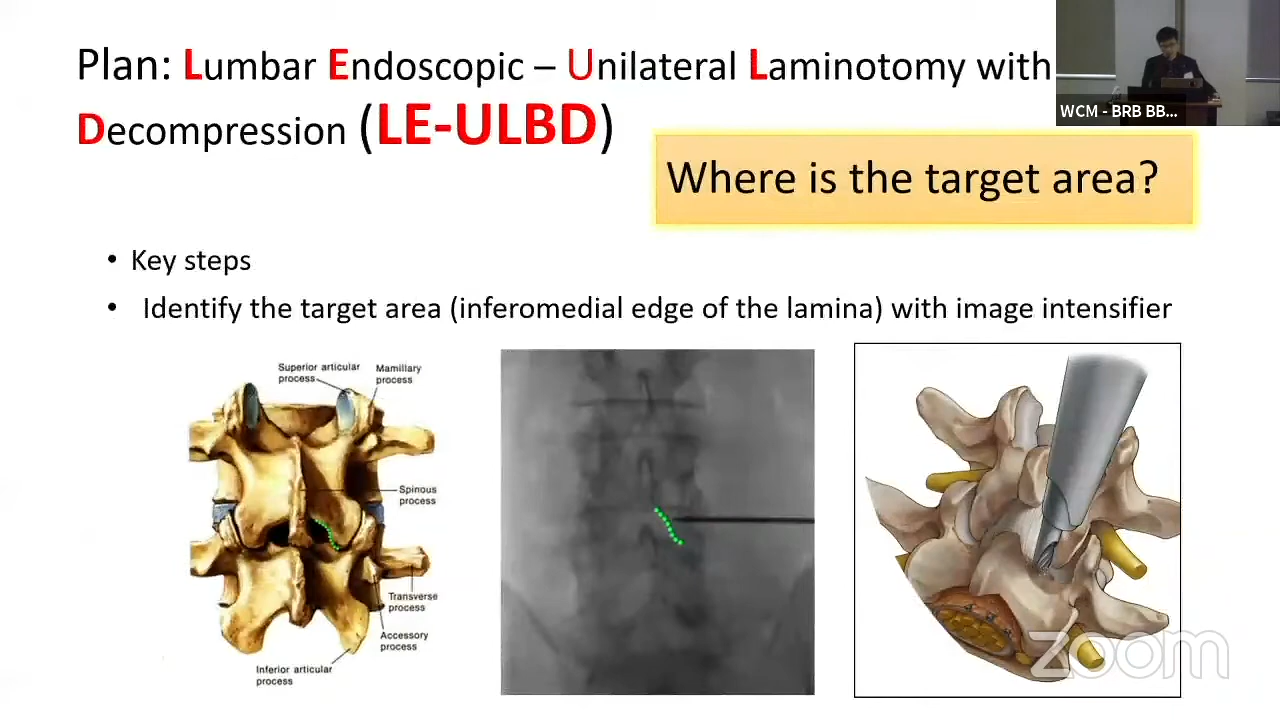 Plan: Lumbar Endoscopic – Unilateral Laminotomy with
Decompression (LE-ULBD)
WCM - BRB BB...
Where is the target area?
• Key steps
• Identify the target area (inferomedial edge of the lamina) with image intensifier
Superior articular
process
Mamillary
process
Spinous
process
Transverse
process
Accessory
process
Inferior articular
process
zoom